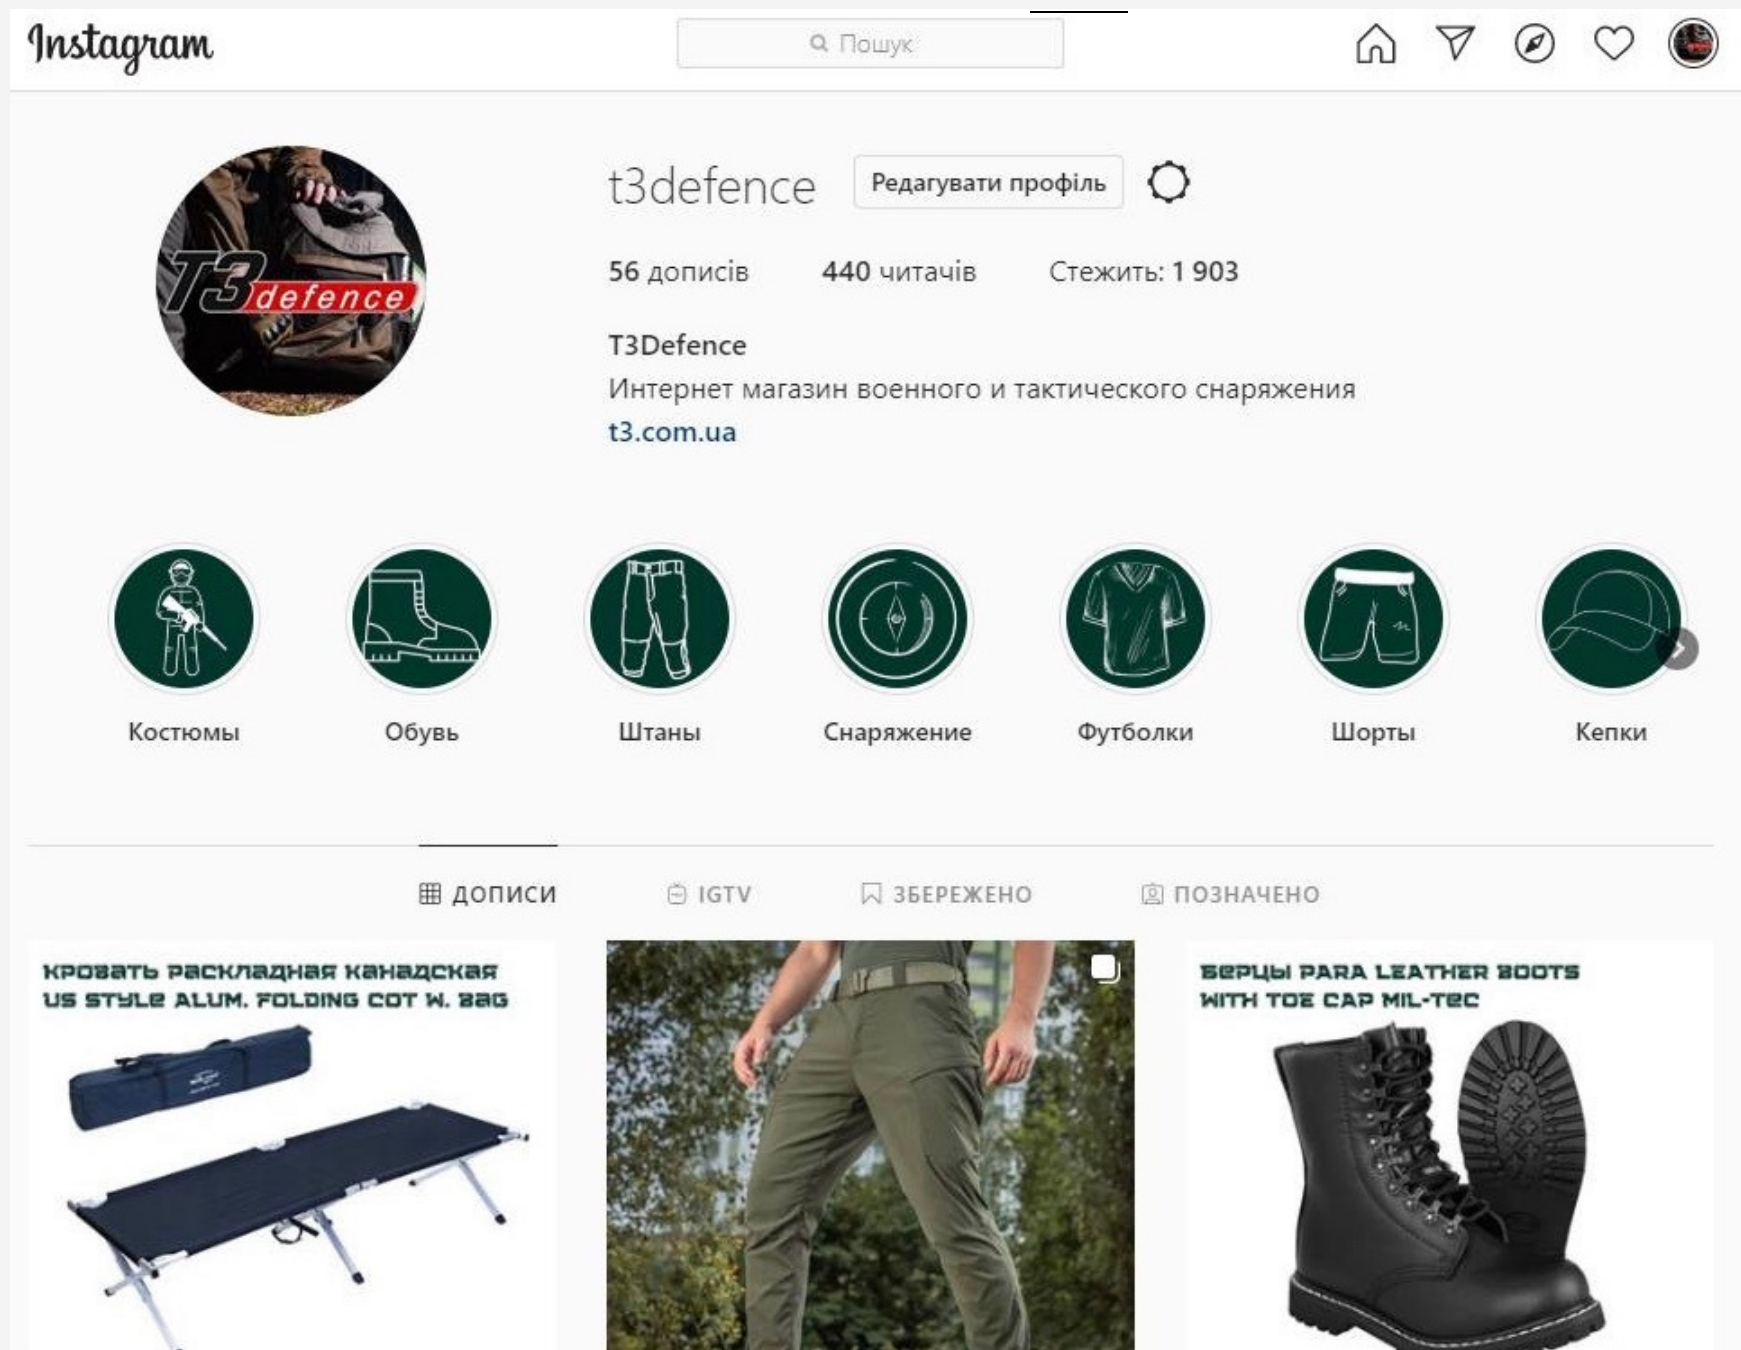 Instagram
Пошук
T3defence
t3defence
Редагувати профіль
56 дописів 440 читачів Стежить: 1 903
T3Defence
Интернет магазин военного и тактического снаряжения
t3.com.ua
Костюмы Обувь Штаны Снаряжение Футболки Шорты Кепки
ДОПИСИ IGTV ЗБЕРЕЖЕНО ПОЗНАЧЕНО
КРОВАТЬ РАСКЛАДНАЯ КАНАДСКАЯ
US STYLE ALUM. FOLDING COT W. BAG
БЕРЦЫ PARA LEATHER BOOTS
WITH TOE CAP MIL-TEC